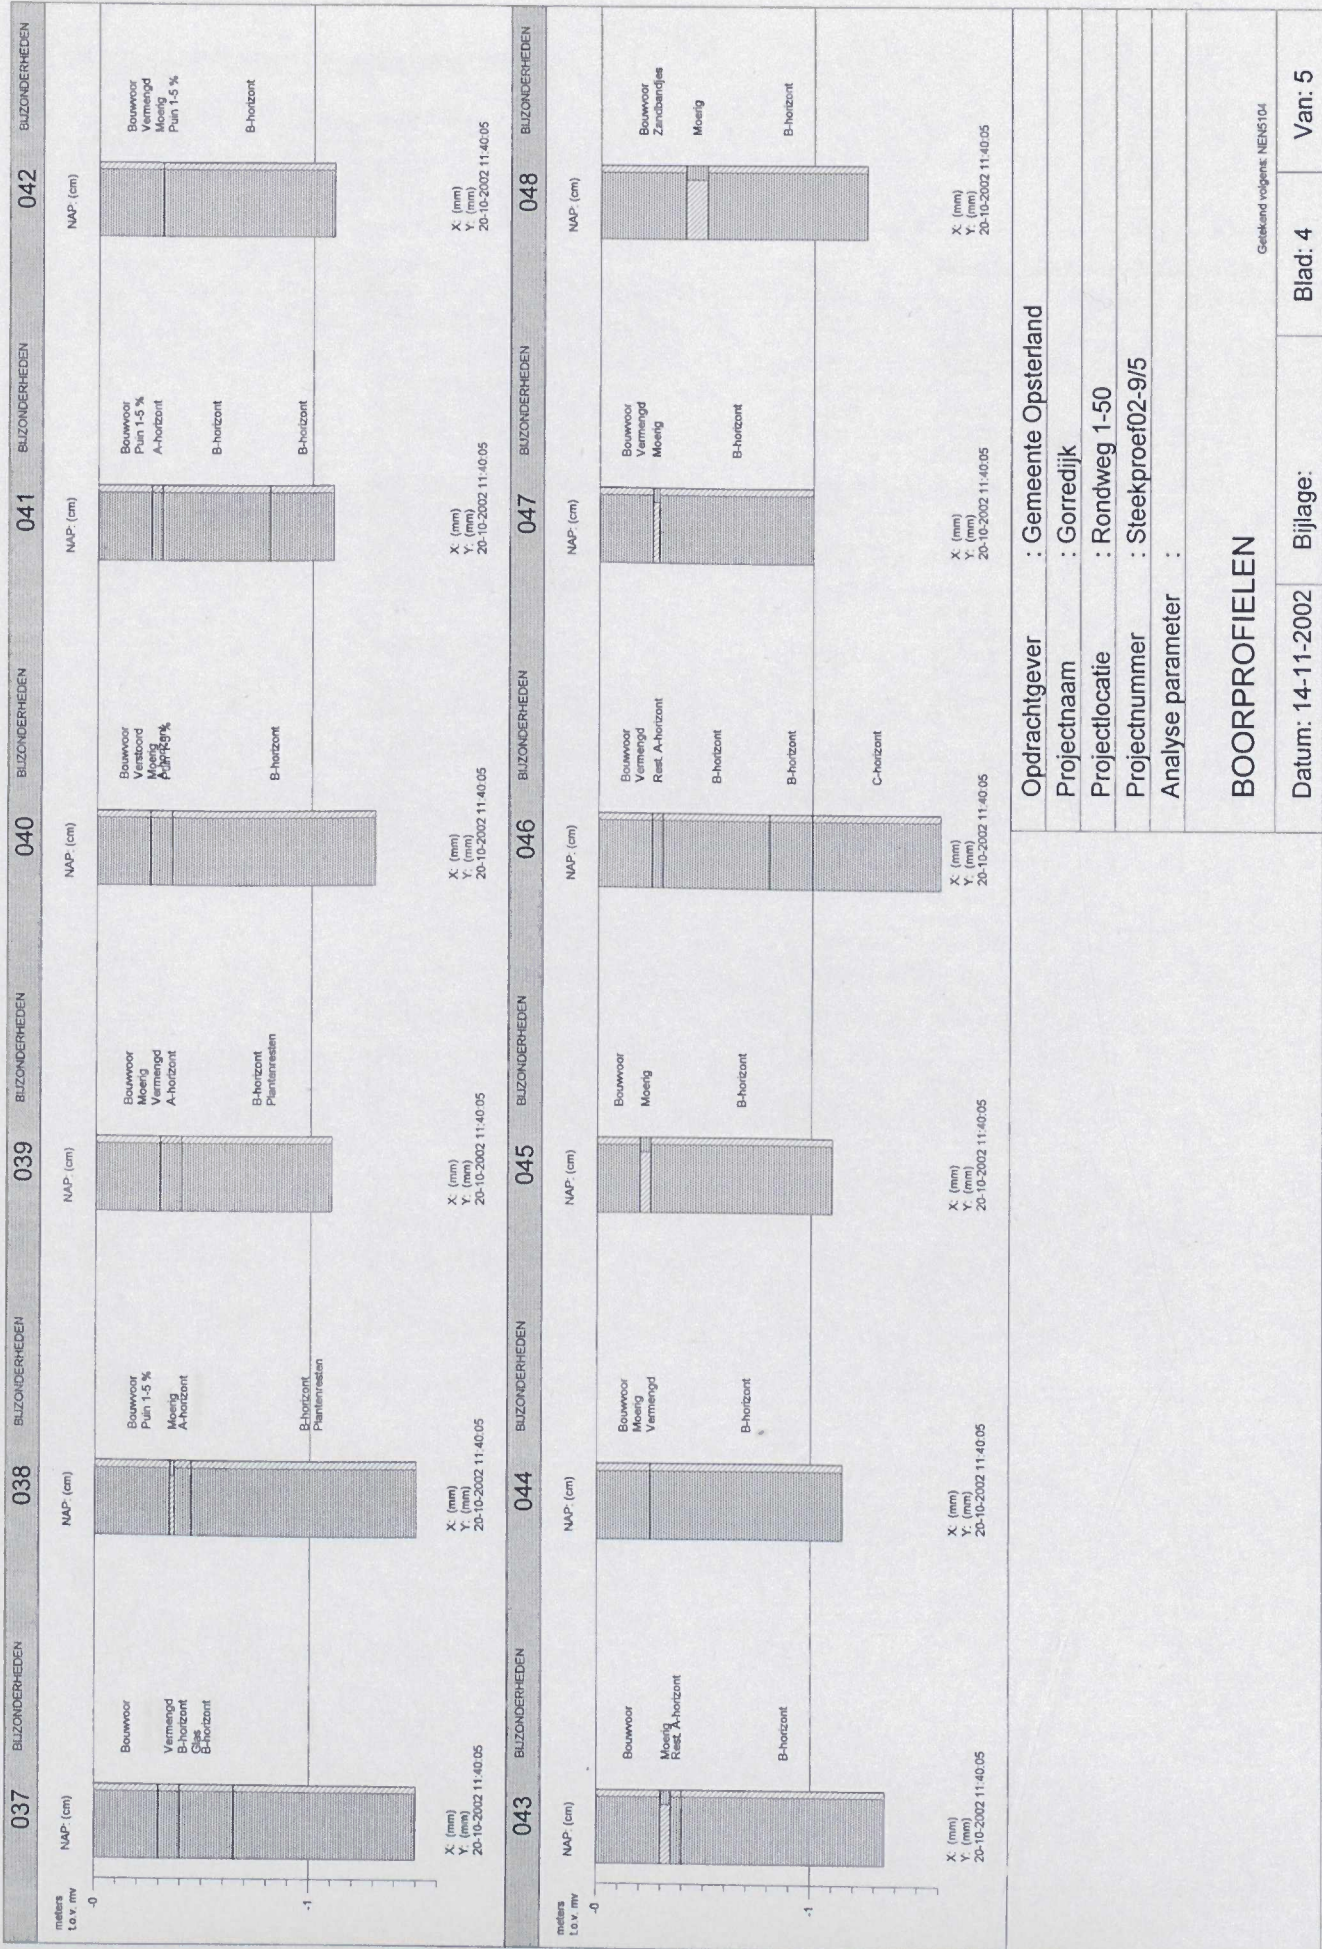 037 BIJZONDERHEDEN 038 BIJZONDERHEDEN 039 BIJZONDERHEDEN 040 BIJZONDERHEDEN 041 BIJZONDERHEDEN 042 BIJZONDERHEDEN
meters
t.o.v. mv
-0
-1
NAP: (cm)
Bouwvoor
Vermengd
B-horizont
Glas
B-horizont
X: (mm)
Y: (mm)
20-10-2002 11:40:05
NAP: (cm)
Bouwvoor
Puin 1-5 %
Moerig
A-horizont
B-horizont
Plantenresten
X: (mm)
Y: (mm)
20-10-2002 11:40:05
NAP: (cm)
Bouwvoor
Moerig
Vermengd
A-horizont
B-horizont
Plantenresten
X: (mm)
Y: (mm)
20-10-2002 11:40:05
NAP: (cm)
Bouwvoor
Verstoord
Moerig
A-horizont
Puin 1-5 %
B-horizont
X: (mm)
Y: (mm)
20-10-2002 11:40:05
NAP: (cm)
Bouwvoor
Puin 1-5 %
A-horizont
B-horizont
B-horizont
X: (mm)
Y: (mm)
20-10-2002 11:40:05
NAP: (cm)
Bouwvoor
Vermengd
Moerig
Puin 1-5 %
B-horizont
X: (mm)
Y: (mm)
20-10-2002 11:40:05
043 BIJZONDERHEDEN 044 BIJZONDERHEDEN 045 BIJZONDERHEDEN 046 BIJZONDERHEDEN 047 BIJZONDERHEDEN 048 BIJZONDERHEDEN
meters
t.o.v. mv
-0
-1
NAP: (cm)
Bouwvoor
Moerig
Rest. A-horizont
B-horizont
X: (mm)
Y: (mm)
20-10-2002 11:40:05
NAP: (cm)
Bouwvoor
Moerig
Vermengd
B-horizont
X: (mm)
Y: (mm)
20-10-2002 11:40:05
NAP: (cm)
Bouwvoor
Moerig
B-horizont
X: (mm)
Y: (mm)
20-10-2002 11:40:05
NAP: (cm)
Bouwvoor
Vermengd
Rest. A-horizont
B-horizont
B-horizont
C-horizont
X: (mm)
Y: (mm)
20-10-2002 11:40:05
NAP: (cm)
Bouwvoor
Vermengd
Moerig
B-horizont
X: (mm)
Y: (mm)
20-10-2002 11:40:05
NAP: (cm)
Bouwvoor
Zandbandjes
Moerig
B-horizont
X: (mm)
Y: (mm)
20-10-2002 11:40:05
Opdrachtgever : Gemeente Opsterland
Projectnaam : Gorredijk
Projectlocatie : Rondweg 1-50
Projectnummer : Steekproef02-9/5
Analyse parameter :
BOORPROFIELEN
Getekend volgens: NEN5104
Datum: 14-11-2002 Bijlage: Blad: 4 Van: 5